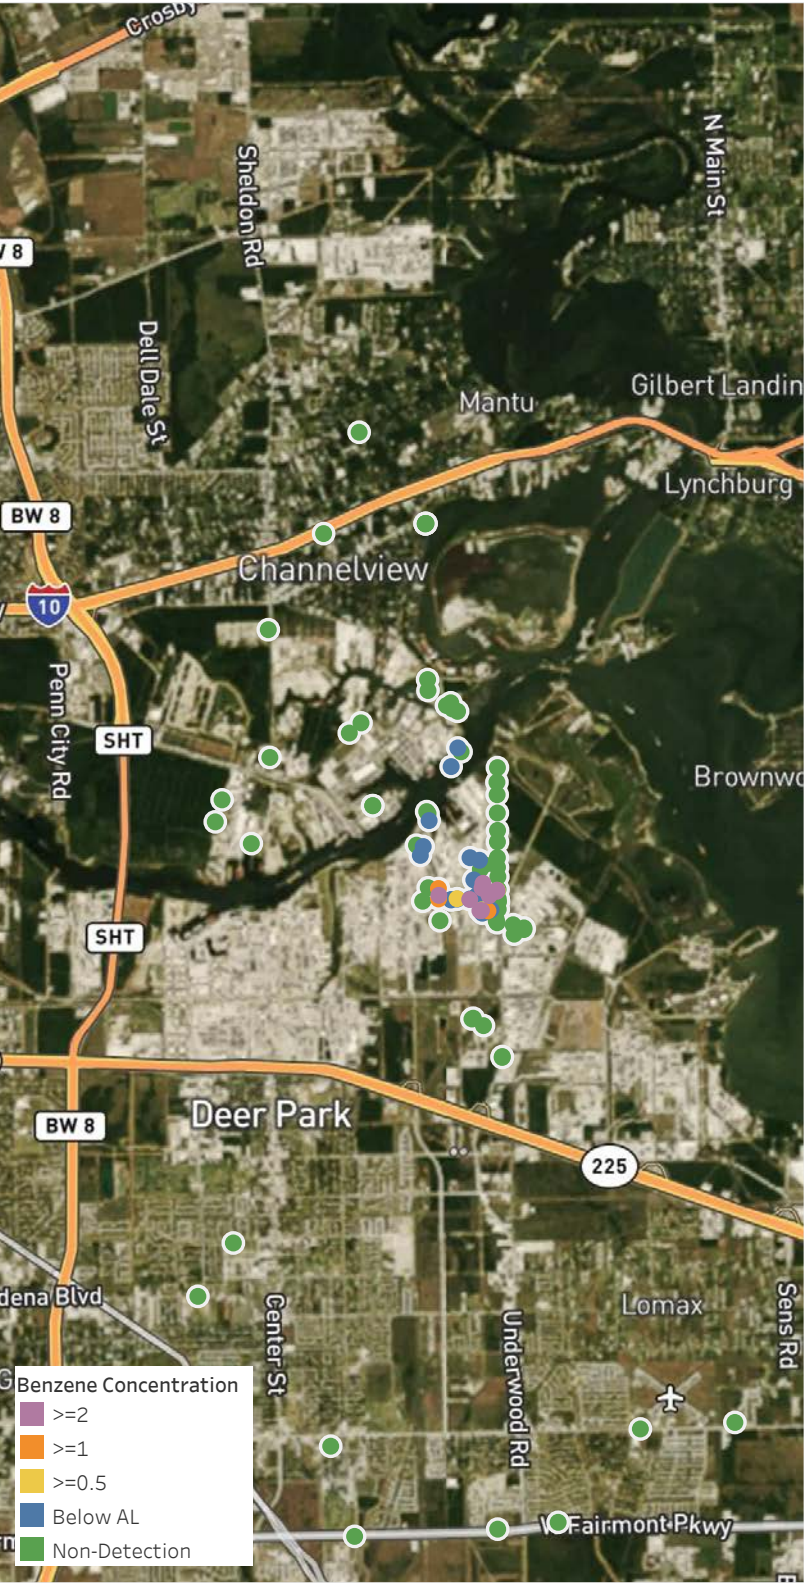 Crosby
N Main St
Sheldon Rd
/ 8
Dell Dale St
Gilbert Landin
Mantu
Lynchburg
BW 8
Channelview
10
Penn City Rd
SHT
Brownwo
SHT
Deer Park
BW 8
225
dena Blvd
Lomax
Sens Rd
Center St
Underwood Rd
G
Benzene Concentration
>=2
>=1
>=0.5
Below AL
Non-Detection
W Fairmont Pkwy